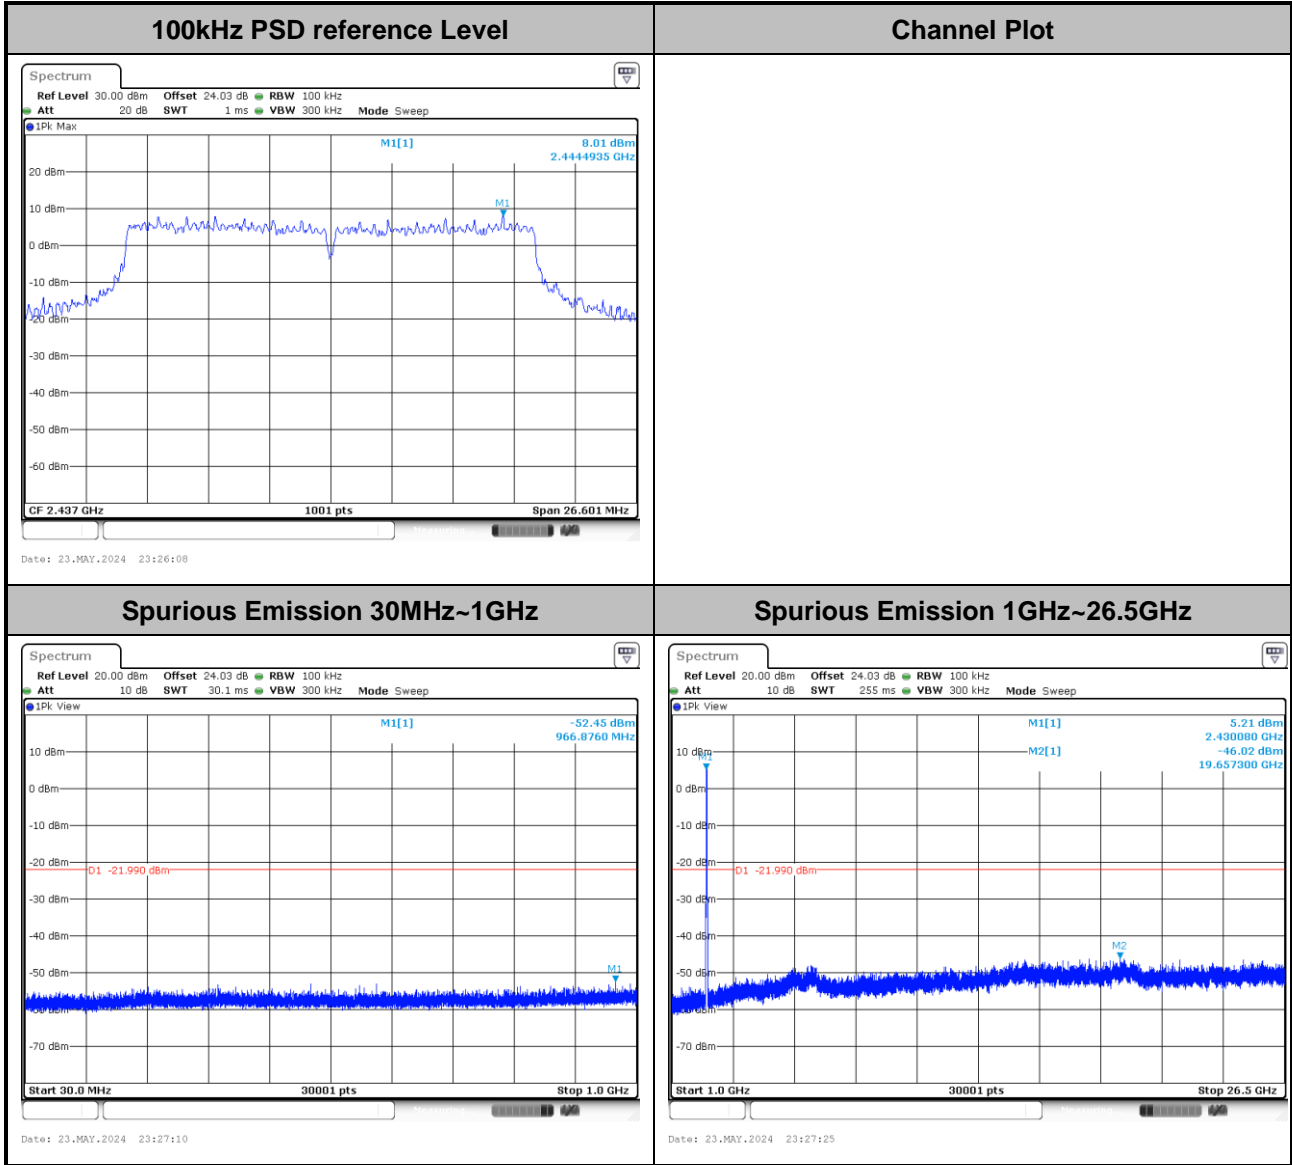 100kHz PSD reference Level
Channel Plot
Spectrum
Ref Level 30.00 dBm Offset 24.03 dB RBW 100 kHz
Att 20 dB SWT 1 ms VBW 300 kHz Mode Sweep
1Pk Max
M1[1] 8.01 dBm
2.4444935 GHz
20 dBm
M1
10 dBm
0 dBm
-10 dBm
-20 dBm
-30 dBm
-40 dBm
-50 dBm
-60 dBm
CF 2.437 GHz 1001 pts Span 26.601 MHz
Date: 23.MAY.2024 23:26:08
Spurious Emission 30MHz~1GHz
Spurious Emission 1GHz~26.5GHz
Spectrum
Ref Level 20.00 dBm Offset 24.03 dB RBW 100 kHz
Att 10 dB SWT 30.1 ms VBW 300 kHz Mode Sweep
1Pk View
M1[1] -52.45 dBm
966.8760 MHz
10 dBm
0 dBm
-10 dBm
-20 dBm
D1 -21.990 dBm
-30 dBm
-40 dBm
M1
-50 dBm
-60 dBm
-70 dBm
Start 30.0 MHz 30001 pts Stop 1.0 GHz
Date: 23.MAY.2024 23:27:10
Spectrum
Ref Level 20.00 dBm Offset 24.03 dB RBW 100 kHz
Att 10 dB SWT 255 ms VBW 300 kHz Mode Sweep
1Pk View
M1[1] 5.21 dBm
2.430080 GHz
10 dBm M2[1] -46.02 dBm
M1 19.657300 GHz
0 dBm
-10 dBm
-20 dBm
D1 -21.990 dBm
-30 dBm
-40 dBm
M2
-50 dBm
-60 dBm
-70 dBm
Start 1.0 GHz 30001 pts Stop 26.5 GHz
Date: 23.MAY.2024 23:27:25